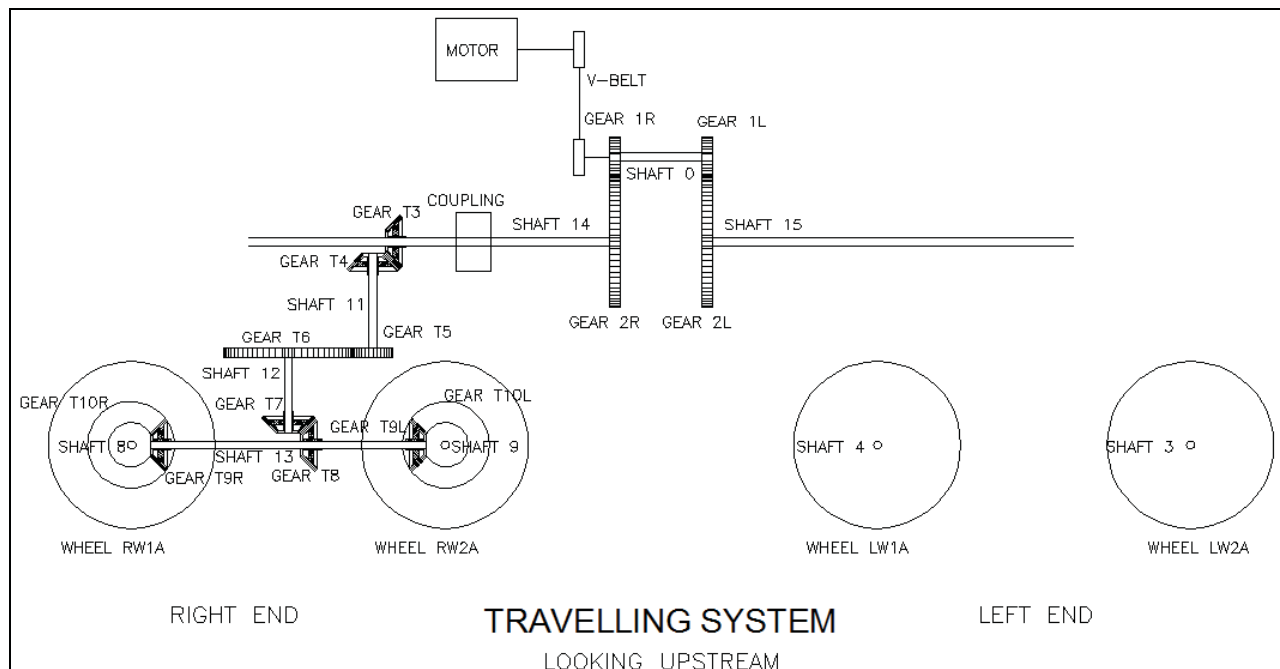 MOTOR
V-BELT
GEAR 1R
GEAR 1L
SHAFT 0
COUPLING
GEAR T3
SHAFT 14
SHAFT 15
GEAR T4
SHAFT 11
GEAR 2R
GEAR 2L
GEAR T6
GEAR T5
SHAFT 12
GEAR T10R
GEAR T7
GEAR T10L
GEAR T9L
SHAFT 8
SHAFT 9
SHAFT 4
SHAFT 3
SHAFT 13
GEAR T9R
GEAR T8
WHEEL RW1A
WHEEL RW2A
WHEEL LW1A
WHEEL LW2A
RIGHT END
TRAVELLING SYSTEM
LEFT END
LOOKING UPSTREAM